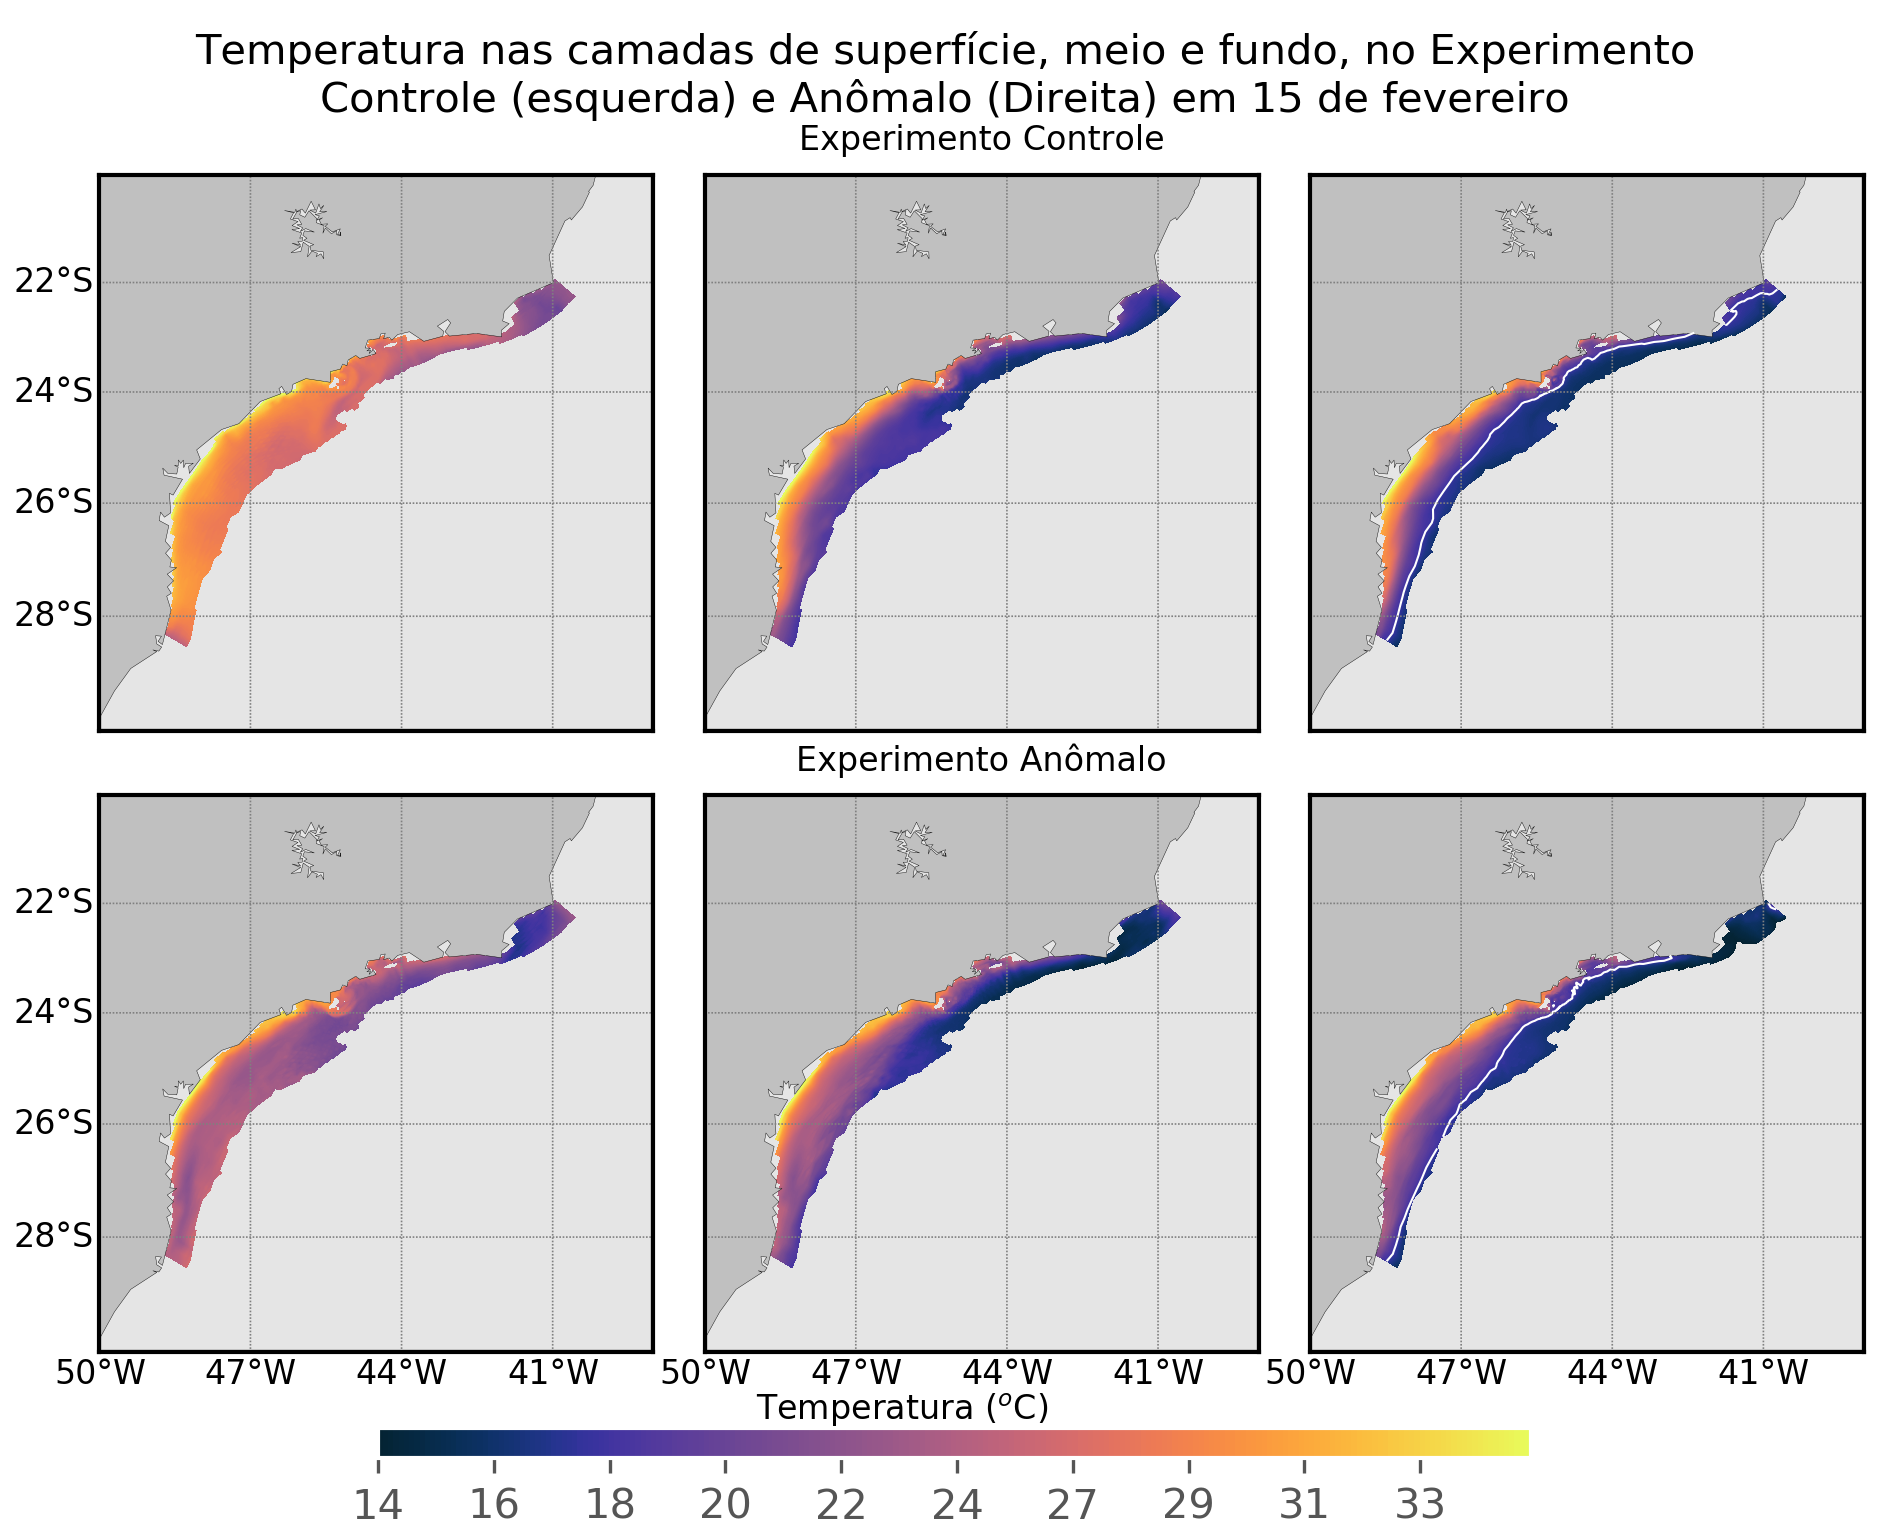 Temperatura nas camadas de superfície, meio e fundo, no Experimento
Controle (esquerda) e Anômalo (Direita) em 15 de fevereiro
Experimento Controle
22°S
24°S
26°S
28°S
Experimento Anômalo
22°S
24°S
26°S
28°S
50°W 47°W 44°W 41°W 50°W 47°W 44°W 41°W 50°W 47°W 44°W 41°W
Temperatura (°C)
14 16 18 20 22 24 27 29 31 33